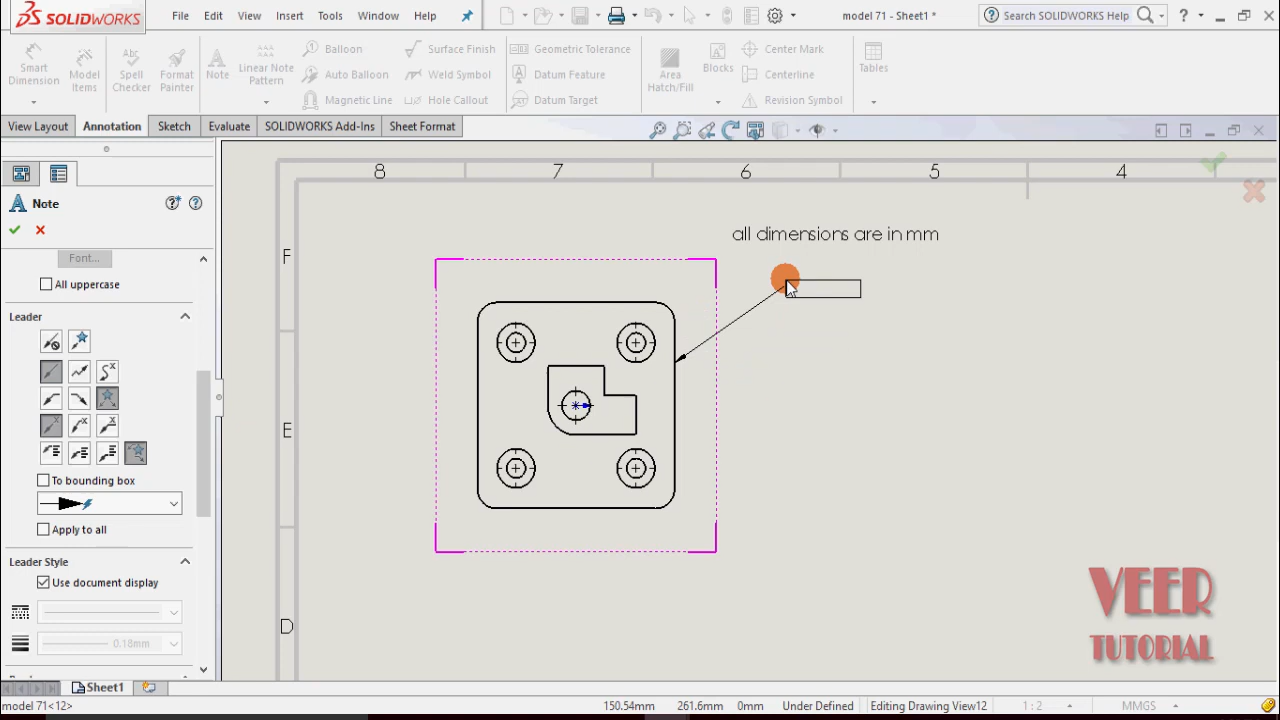 SOLIDWORKS
File Edit View Insert Tools Window Help
model 71 - Sheet1 *
Search SOLIDWORKS Help
Smart Dimension
Model Items
Spell Checker
Format Painter
Note
Linear Note Pattern
Balloon
Auto Balloon
Magnetic Line
Surface Finish
Weld Symbol
Hole Callout
Geometric Tolerance
Datum Feature
Datum Target
Area Hatch/Fill
Blocks
Center Mark
Centerline
Revision Symbol
Tables
View Layout Annotation Sketch Evaluate SOLIDWORKS Add-Ins Sheet Format
8 7 6 5 4
Note
Font...
All uppercase
Leader
To bounding box
Apply to all
Leader Style
Use document display
0.18mm
F
E
D
all dimensions are in mm
VEER
TUTORIAL
Sheet1
model 71<12> 150.54mm 261.6mm 0mm Under Defined Editing Drawing View12 1 : 2 MMGS